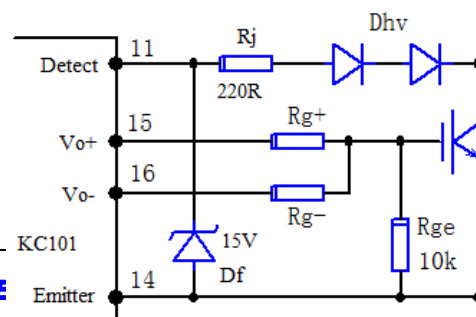 Dhv
11 Rj
Detect
220R
15 Rg+
Vo+
16
Vo-
Rg-
KC101
15V
Rge
Df
10k
14
Emitter